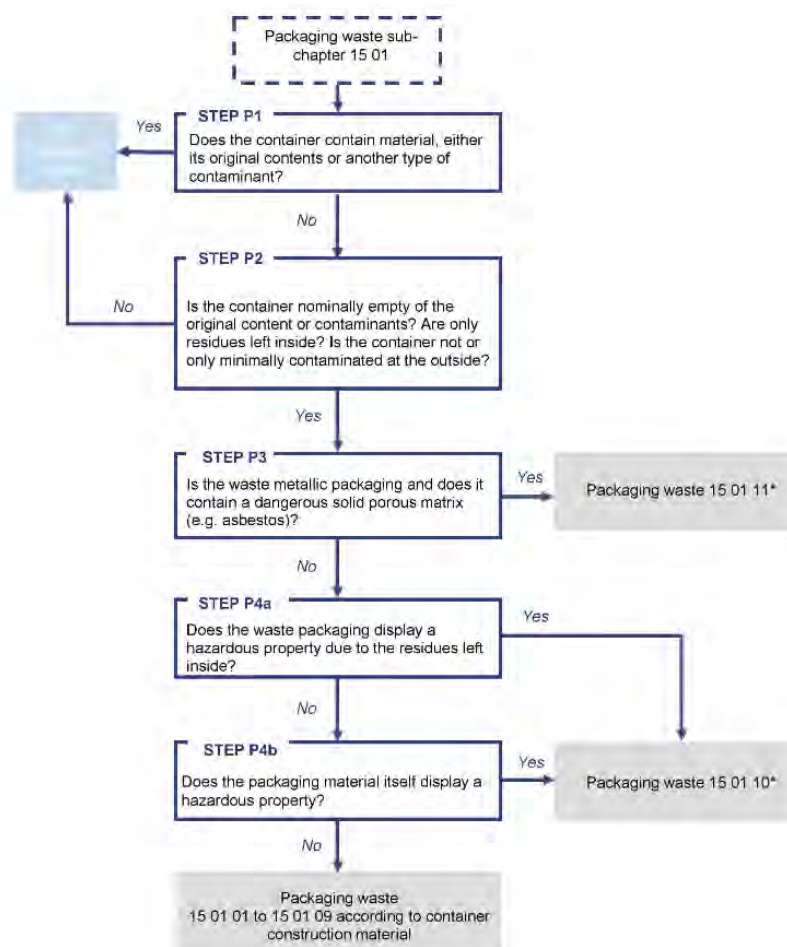 Packaging waste sub-
chapter 15 01
STEP P1
Yes
Does the container contain material, either
its original contents or another type of
contaminant?
No
STEP P2
No
Is the container nominally empty of the
original content or contaminants? Are only
residues left inside? Is the container not or
only minimally contaminated at the outside?
Yes
STEP P3
Is the waste metallic packaging and does it
contain a dangerous solid porous matrix
(e.g. asbestos)?
Yes
Packaging waste 15 01 11*
No
STEP P4a
Does the waste packaging display a
hazardous property due to the residues left
inside?
Yes
No
STEP P4b
Does the packaging material itself display a
hazardous property?
Yes
Packaging waste 15 01 10*
No
Packaging waste
15 01 01 to 15 01 09 according to container
construction material